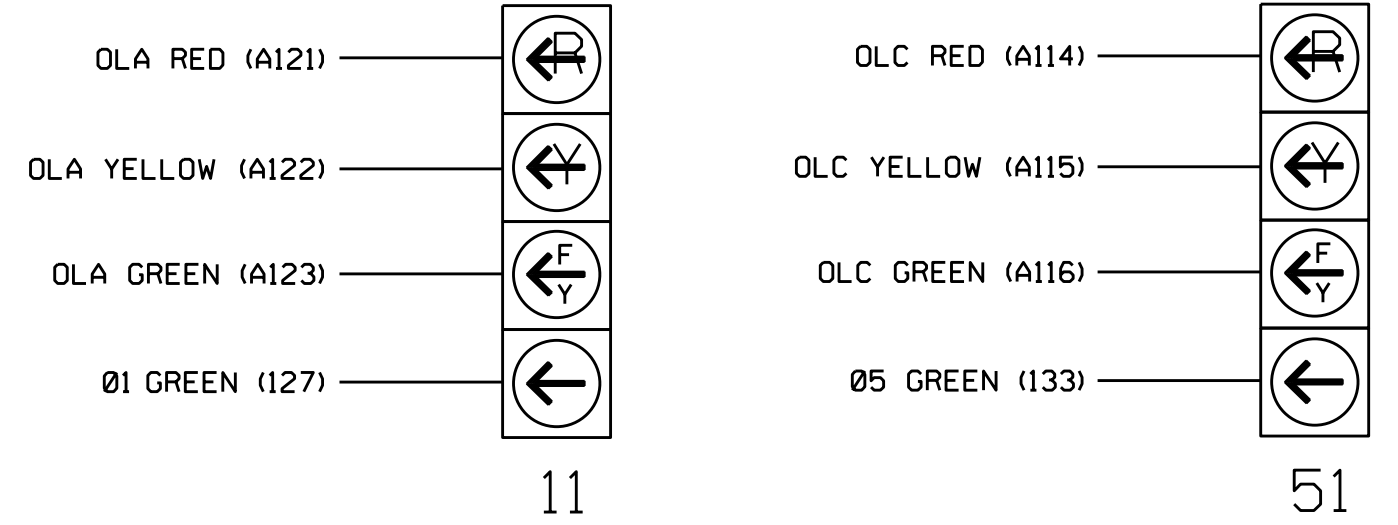 OLA RED (A121)
R
OLA YELLOW (A122)
Y
OLA GREEN (A123)
F
Y
Ø1 GREEN (127)
11
OLC RED (A114)
R
OLC YELLOW (A115)
Y
OLC GREEN (A116)
F
Y
Ø5 GREEN (133)
51